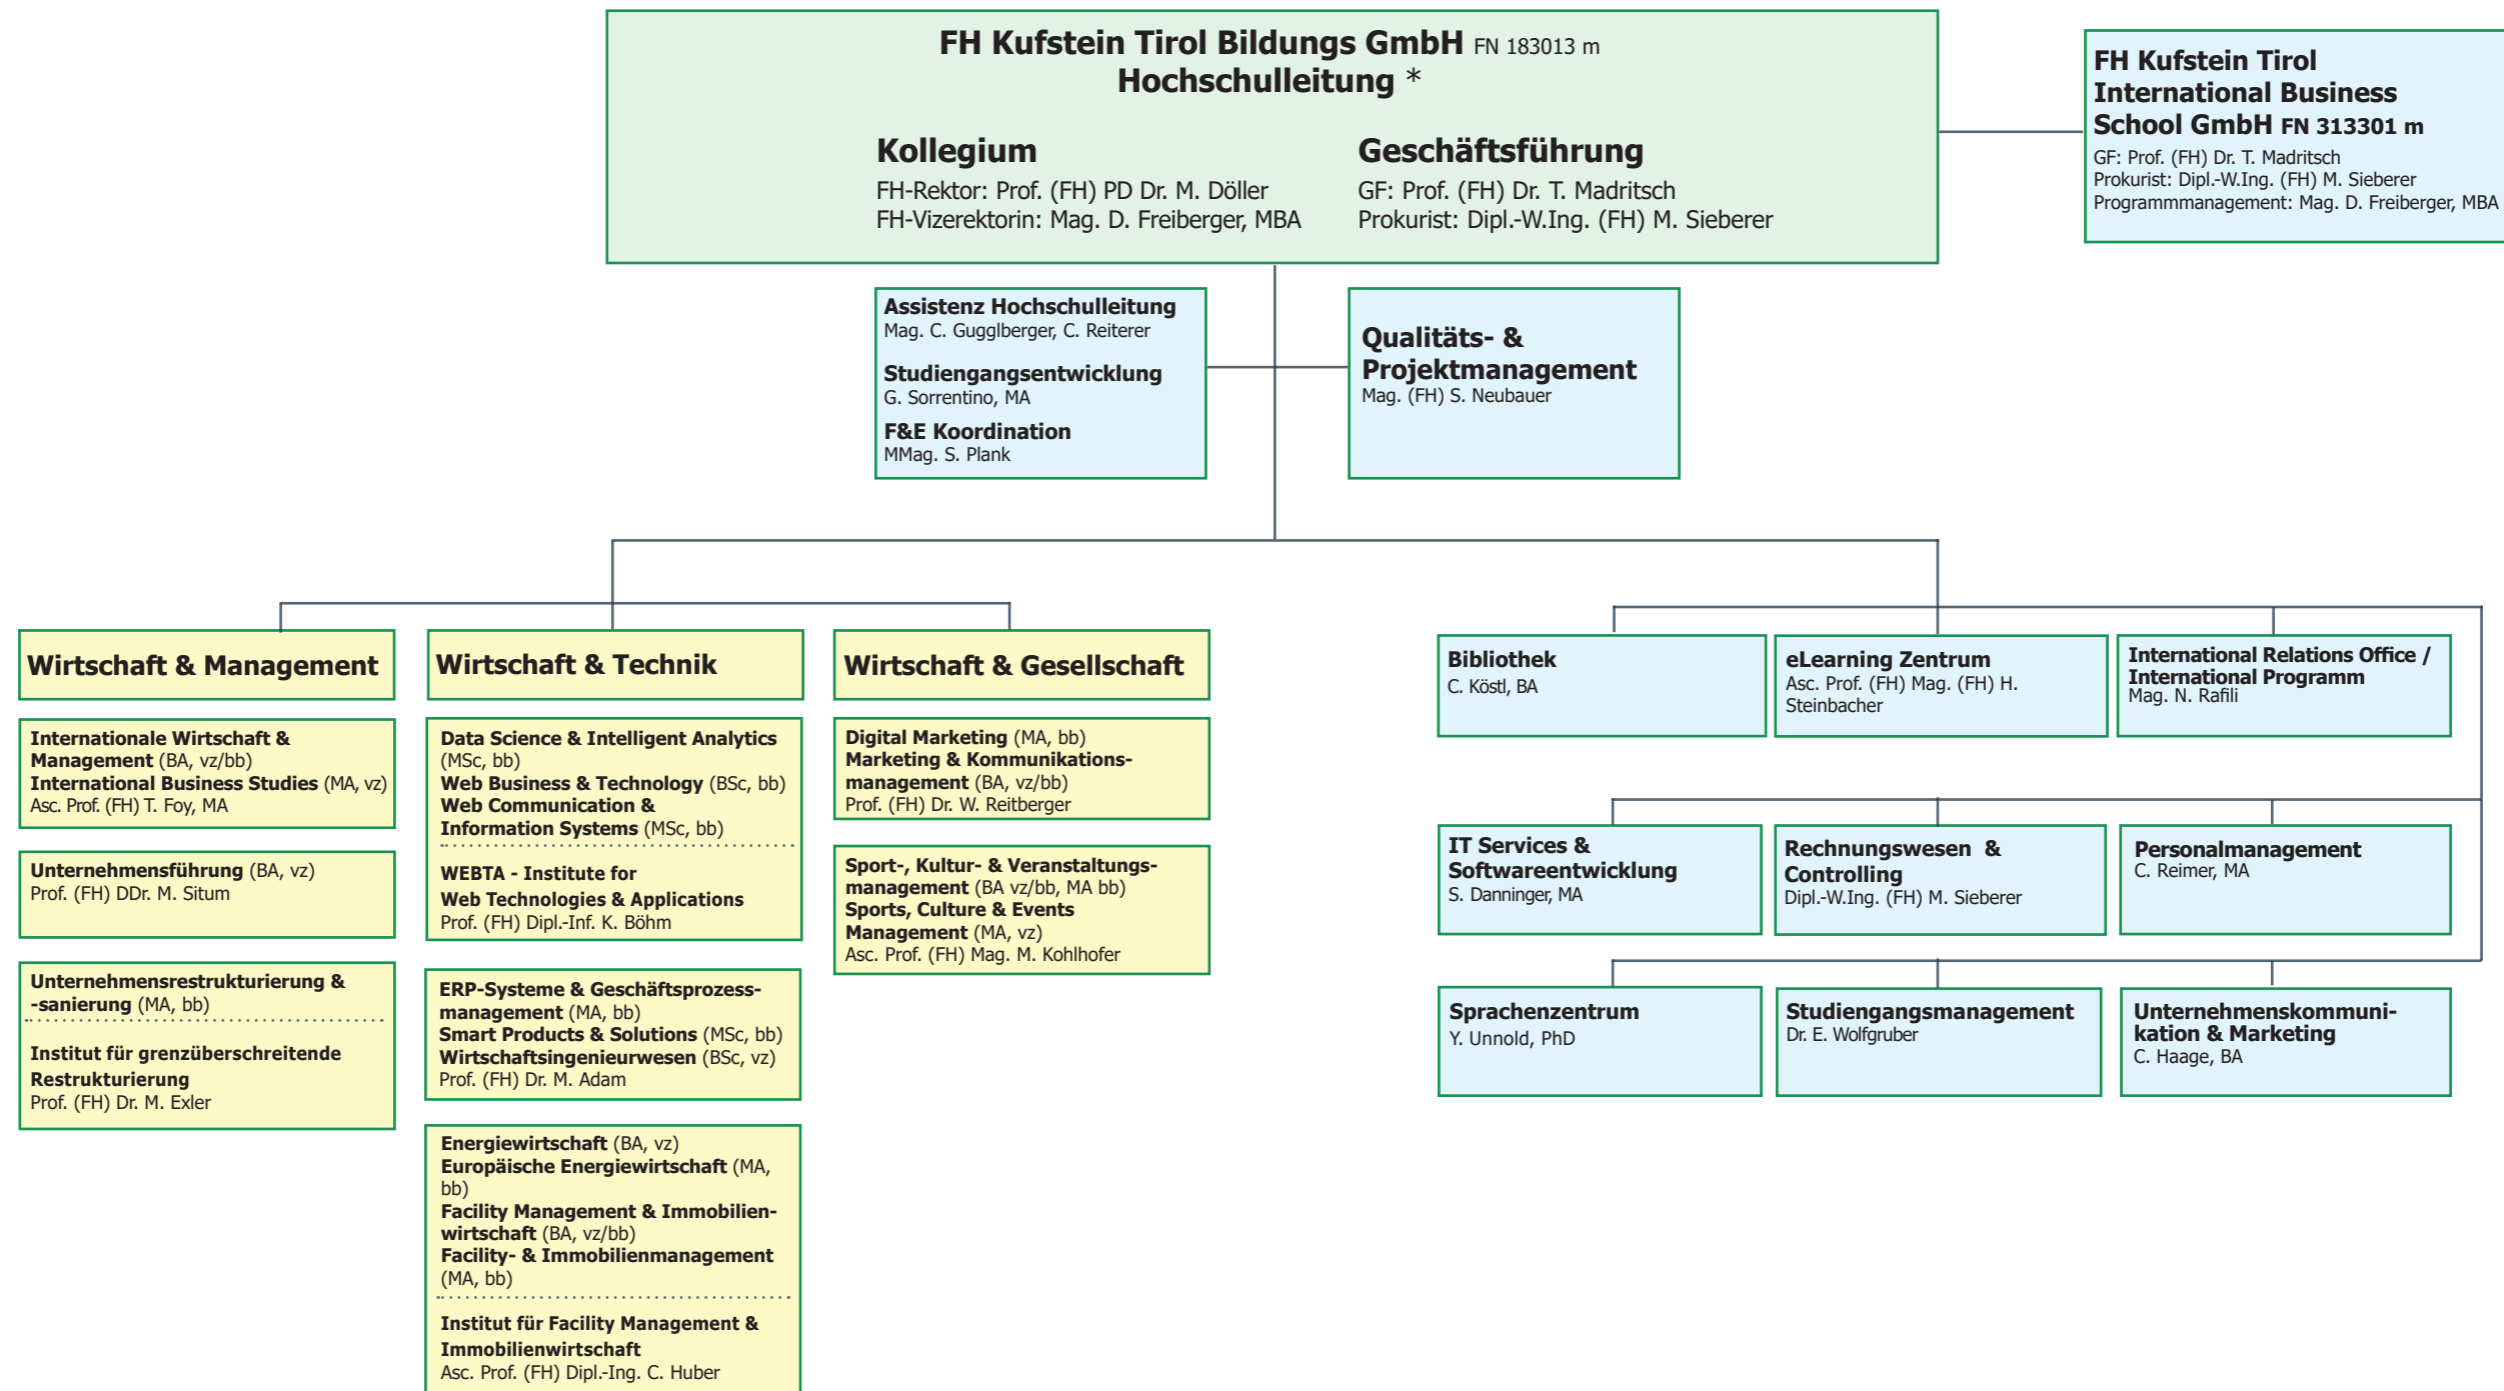 FH Kufstein Tirol Bildungs GmbH FN 183013 m
Hochschulleitung *
Kollegium
FH-Rektor: Prof. (FH) PD Dr. M. Döller
FH-Vizerektorin: Mag. D. Freiberger, MBA
Geschäftsführung
GF: Prof. (FH) Dr. T. Madritsch
Prokurist: Dipl.-W.Ing. (FH) M. Sieberer
FH Kufstein Tirol
International Business
School GmbH FN 313301 m
GF: Prof. (FH) Dr. T. Madritsch
Prokurist: Dipl.-W.Ing. (FH) M. Sieberer
Programmmanagement: Mag. D. Freiberger, MBA
Assistenz Hochschulleitung
Mag. C. Gugglberger, C. Reiterer
Studiengangsentwicklung
G. Sorrentino, MA
F&E Koordination
MMag. S. Plank
Qualitäts- &
Projektmanagement
Mag. (FH) S. Neubauer
Wirtschaft & Management
Internationale Wirtschaft &
Management (BA, vz/bb)
International Business Studies (MA, vz)
Asc. Prof. (FH) T. Foy, MA
Unternehmensführung (BA, vz)
Prof. (FH) DDr. M. Situm
Unternehmensrestrukturierung &
-sanierung (MA, bb)
Institut für grenzüberschreitende
Restrukturierung
Prof. (FH) Dr. M. Exler
Wirtschaft & Technik
Data Science & Intelligent Analytics
(MSc, bb)
Web Business & Technology (BSc, bb)
Web Communication &
Information Systems (MSc, bb)
WEBTA - Institute for
Web Technologies & Applications
Prof. (FH) Dipl.-Inf. K. Böhm
ERP-Systeme & Geschäftsprozess-
management (MA, bb)
Smart Products & Solutions (MSc, bb)
Wirtschaftsingenieurwesen (BSc, vz)
Prof. (FH) Dr. M. Adam
Energiewirtschaft (BA, vz)
Europäische Energiewirtschaft (MA,
bb)
Facility Management & Immobilien-
wirtschaft (BA, vz/bb)
Facility- & Immobilienmanagement
(MA, bb)
Institut für Facility Management &
Immobilienwirtschaft
Asc. Prof. (FH) Dipl.-Ing. C. Huber
Wirtschaft & Gesellschaft
Digital Marketing (MA, bb)
Marketing & Kommunikations-
management (BA, vz/bb)
Prof. (FH) Dr. W. Reitberger
Sport-, Kultur- & Veranstaltungs-
management (BA vz/bb, MA bb)
Sports, Culture & Events
Management (MA, vz)
Asc. Prof. (FH) Mag. M. Kohlhofer
Bibliothek
C. Köstl, BA
eLearning Zentrum
Asc. Prof. (FH) Mag. (FH) H.
Steinbacher
International Relations Office /
International Programm
Mag. N. Rafili
IT Services &
Softwareentwicklung
S. Danninger, MA
Rechnungswesen &
Controlling
Dipl.-W.Ing. (FH) M. Sieberer
Personalmanagement
C. Reimer, MA
Sprachenzentrum
Y. Unnold, PhD
Studiengangsmanagement
Dr. E. Wolfgruber
Unternehmenskommuni-
kation & Marketing
C. Haage, BA